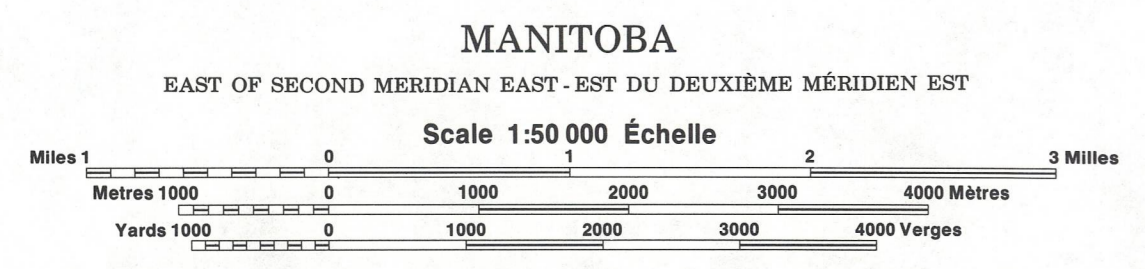 MANITOBA
EAST OF SECOND MERIDIAN EAST - EST DU DEUXIÈME MÉRIDIEN EST
Scale 1:50 000 Échelle
Miles 1 0 1 2 3 Milles
Metres 1000 0 1000 2000 3000 4000 Mètres
Yards 1000 0 1000 2000 3000 4000 Verges